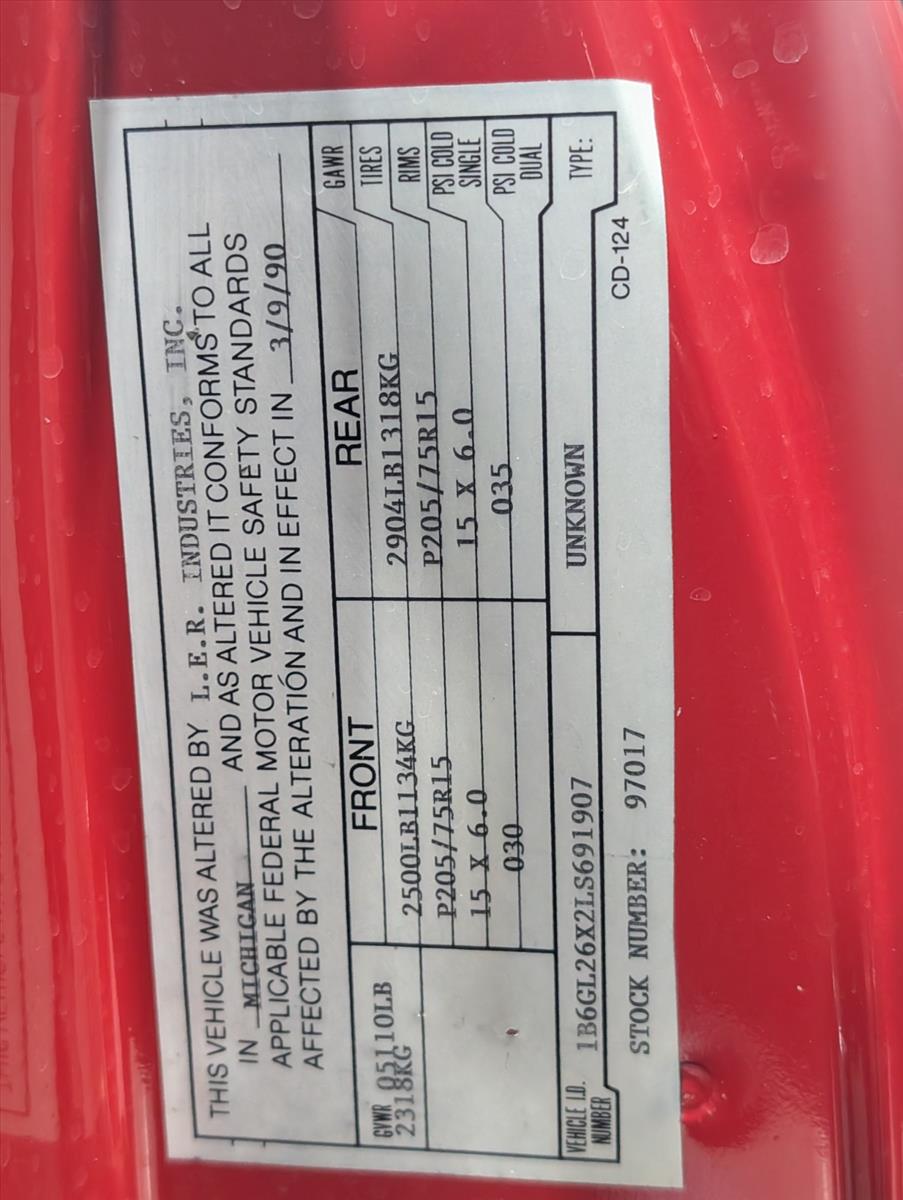 THIS VEHICLE WAS ALTERED BY L.E.R. INDUSTRIES, INC.
IN MICHIGAN AND AS ALTERED IT CONFORMS TO ALL
APPLICABLE FEDERAL MOTOR VEHICLE SAFETY STANDARDS
AFFECTED BY THE ALTERATION AND IN EFFECT IN 3/9/90
FRONT REAR
GVWR 05110LB 2500LB1134KG 2904LB1318KG GAWR
2318KG P205/75R15 P205/75R15 TIRES
15 X 6.0 15 X 6.0 RIMS
030 035 PSI COLD SINGLE
PSI COLD DUAL
VEHICLE I.D. NUMBER 1B6GL26X2LS691907 UNKNOWN TYPE:
STOCK NUMBER: 97017 CD-124